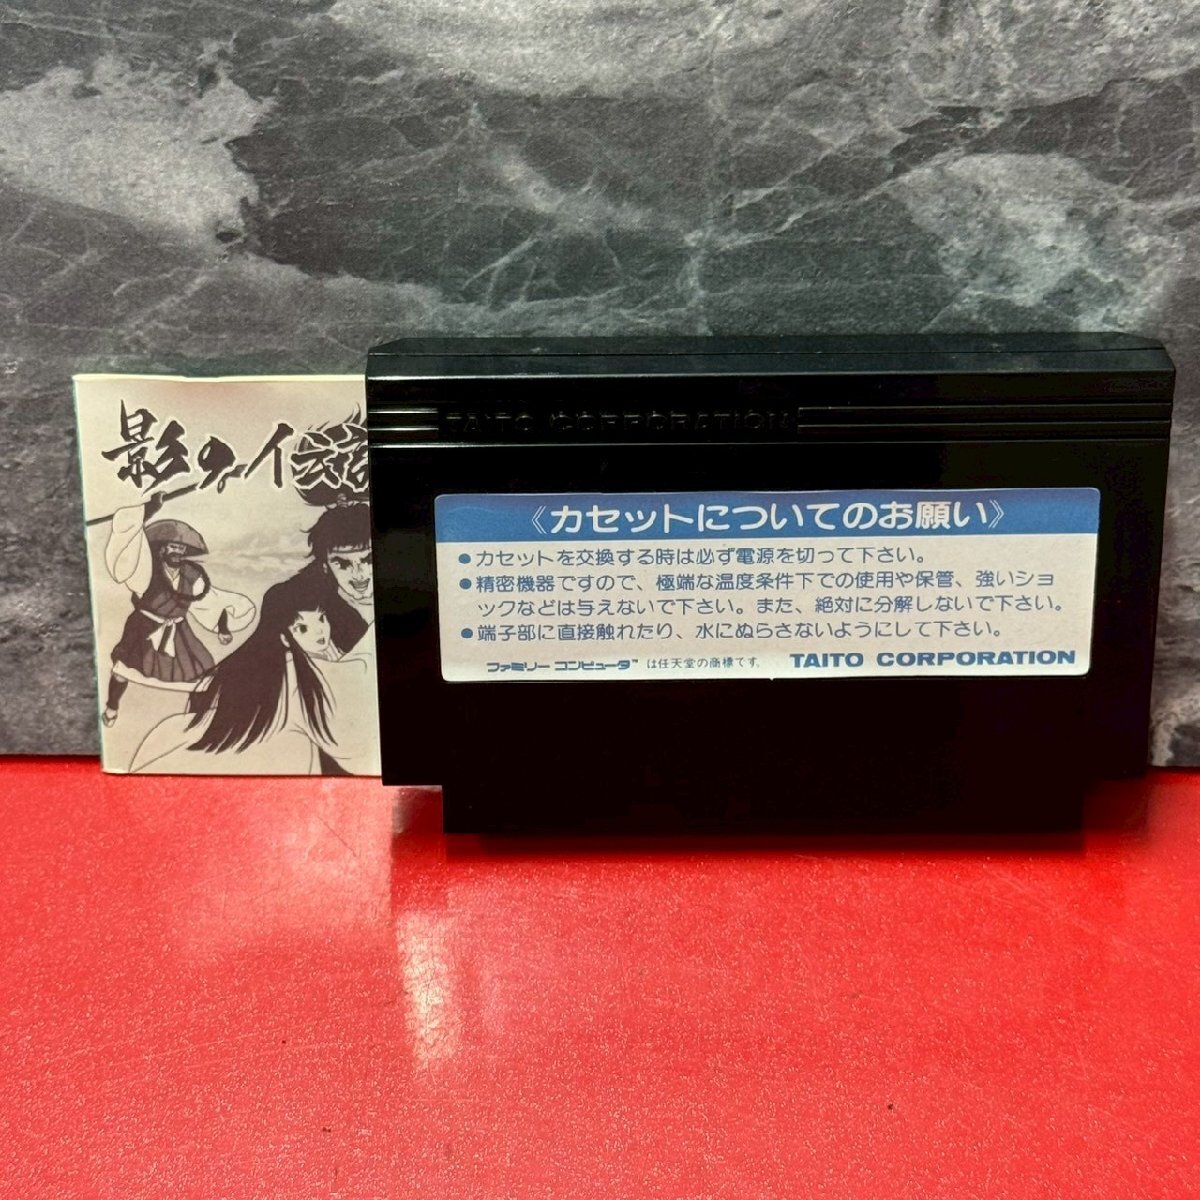 影の伝
TAITO CORPORATION
《カセットについてのお願い》
●カセットを交換する時は必ず電源を切って下さい。
●精密機器ですので、極端な温度条件下での使用や保管、強いショ
ックなどは与えないで下さい。また、絶対に分解しないで下さい。
●端子部に直接触れたり、水にぬらさないようにして下さい。
ファミリー コンピュータ™ は任天堂の商標です。 TAITO CORPORATION